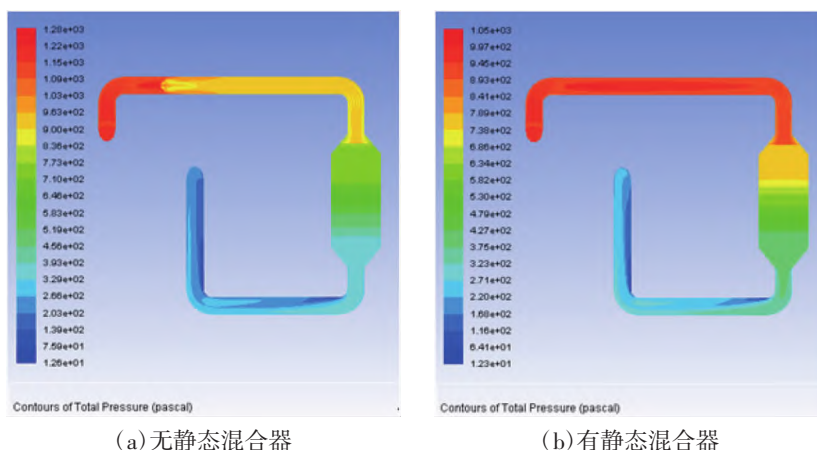 1.28e+03
1.22e+03
1.15e+03
1.09e+03
1.03e+03
9.63e+02
9.00e+02
8.36e+02
7.73e+02
7.10e+02
6.46e+02
5.83e+02
5.19e+02
4.56e+02
3.93e+02
3.29e+02
2.66e+02
2.03e+02
1.39e+02
7.59e+01
1.26e+01
Contours of Total Pressure (pascal)
(a)无静态混合器
1.05e+03
9.97e+02
9.45e+02
8.93e+02
8.41e+02
7.89e+02
7.38e+02
6.86e+02
6.34e+02
5.82e+02
5.30e+02
4.79e+02
4.27e+02
3.75e+02
3.23e+02
2.71e+02
2.20e+02
1.68e+02
1.16e+02
6.41e+01
1.23e+01
Contours of Total Pressure (pascal)
(b)有静态混合器